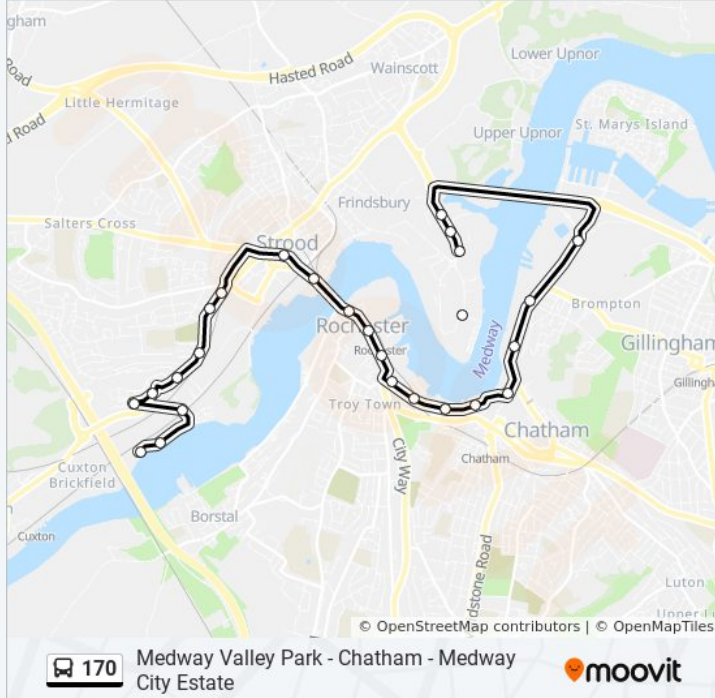 gham
Lower Upnor
Hasted Road
Wainscott
Road
Little Hermitage
d Road
St. Marys Island
Upper Upnor
Frindsbury
Salters Cross
Strood
Brompton
Rochester
Medway
Gillingham
Rochester
Gillingh
Troy Town
City Way
Chatham
Chatham
Cuxton
Brickfield
Borstal
Cuxton
dstone Road
Luton
Upper Lu
© OpenStreetMap contributors | © OpenMapTiles
170 Medway Valley Park - Chatham - Medway
City Estate
moovit